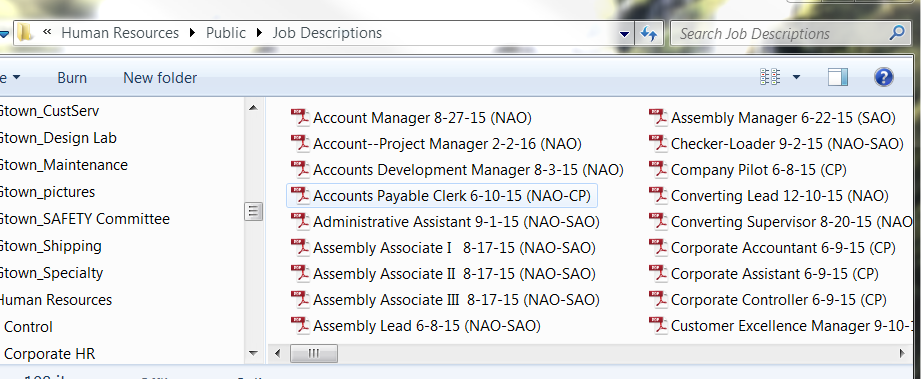 « Human Resources Public Job Descriptions
Search Job Descriptions
e Burn New folder
Gtown_CustServ
Gtown_Design Lab
Gtown_Maintenance
Gtown_pictures
Gtown_SAFETY Committee
Gtown_Shipping
Gtown_Specialty
Human Resources
Control
Corporate HR
Account Manager 8-27-15 (NAO)
Account--Project Manager 2-2-16 (NAO)
Accounts Development Manager 8-3-15 (NAO)
Accounts Payable Clerk 6-10-15 (NAO-CP)
Administrative Assistant 9-1-15 (NAO-SAO)
Assembly Associate I 8-17-15 (NAO-SAO)
Assembly Associate II 8-17-15 (NAO-SAO)
Assembly Associate III 8-17-15 (NAO-SAO)
Assembly Lead 6-8-15 (NAO-SAO)
Assembly Manager 6-22-15 (SAO)
Checker-Loader 9-2-15 (NAO-SAO)
Company Pilot 6-8-15 (CP)
Converting Lead 12-10-15 (NAO)
Converting Supervisor 8-20-15 (NAO
Corporate Accountant 6-9-15 (CP)
Corporate Assistant 6-9-15 (CP)
Corporate Controller 6-9-15 (CP)
Customer Excellence Manager 9-10-